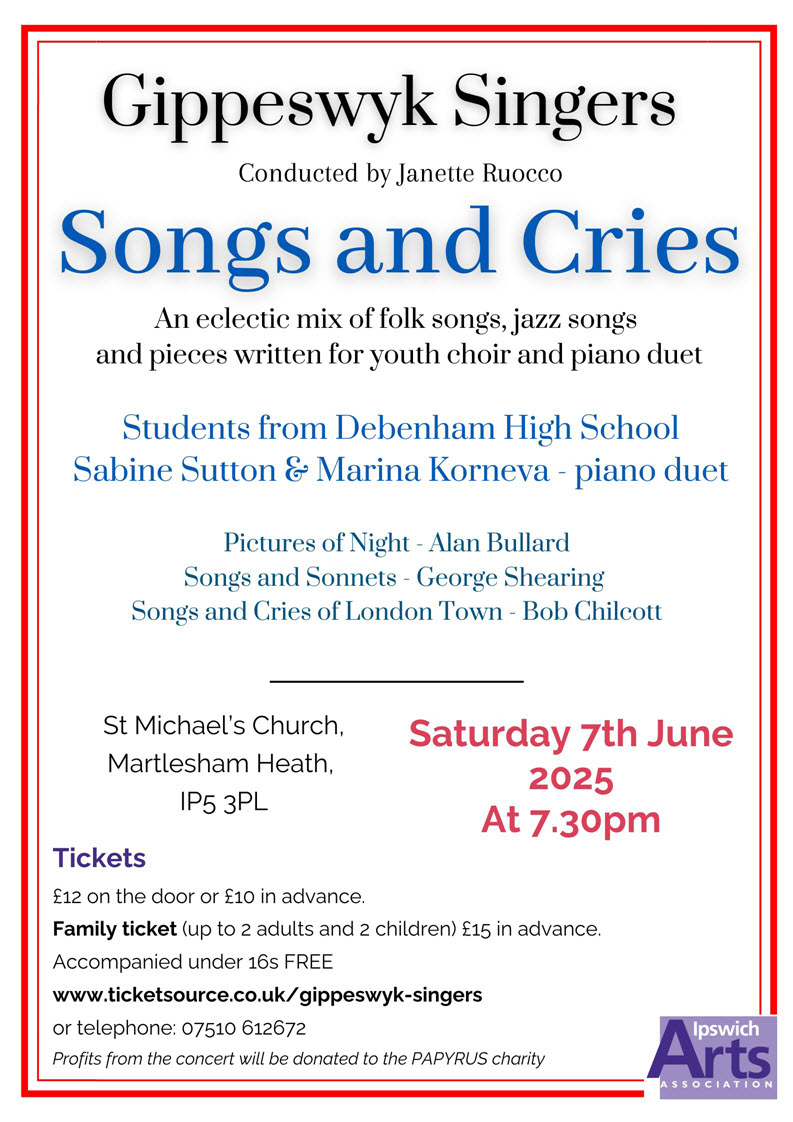 Gippeswyk Singers
Conducted by Janette Ruocco
Songs and Cries
An eclectic mix of folk songs, jazz songs
and pieces written for youth choir and piano duet
Students from Debenham High School
Sabine Sutton & Marina Korneva - piano duet
Pictures of Night - Alan Bullard
Songs and Sonnets - George Shearing
Songs and Cries of London Town - Bob Chilcott
St Michael's Church,
Martlesham Heath,
IP5 3PL
Saturday 7th June
2025
At 7.30pm
Tickets
£12 on the door or £10 in advance.
Family ticket (up to 2 adults and 2 children) £15 in advance.
Accompanied under 16s FREE
www.ticketsource.co.uk/gippeswyk-singers
or telephone: 07510 612672
Profits from the concert will be donated to the PAPYRUS charity
Ipswich
Arts
ASSOCIATION